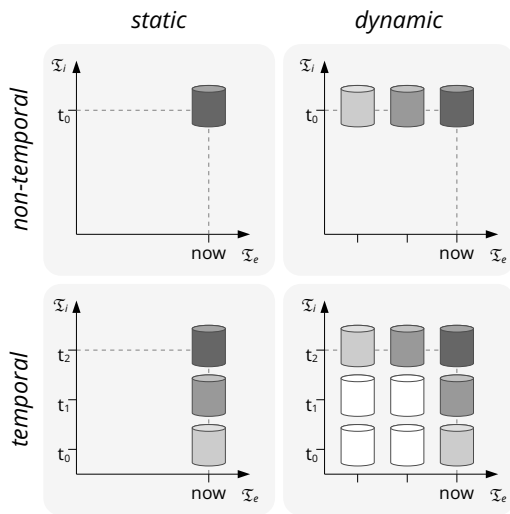 static dynamic
non-temporal
𝔗ᵢ
t₀
now 𝔗ₑ
𝔗ᵢ
t₀
now 𝔗ₑ
temporal
𝔗ᵢ
t₂
t₁
t₀
now 𝔗ₑ
𝔗ᵢ
t₂
t₁
t₀
now 𝔗ₑ